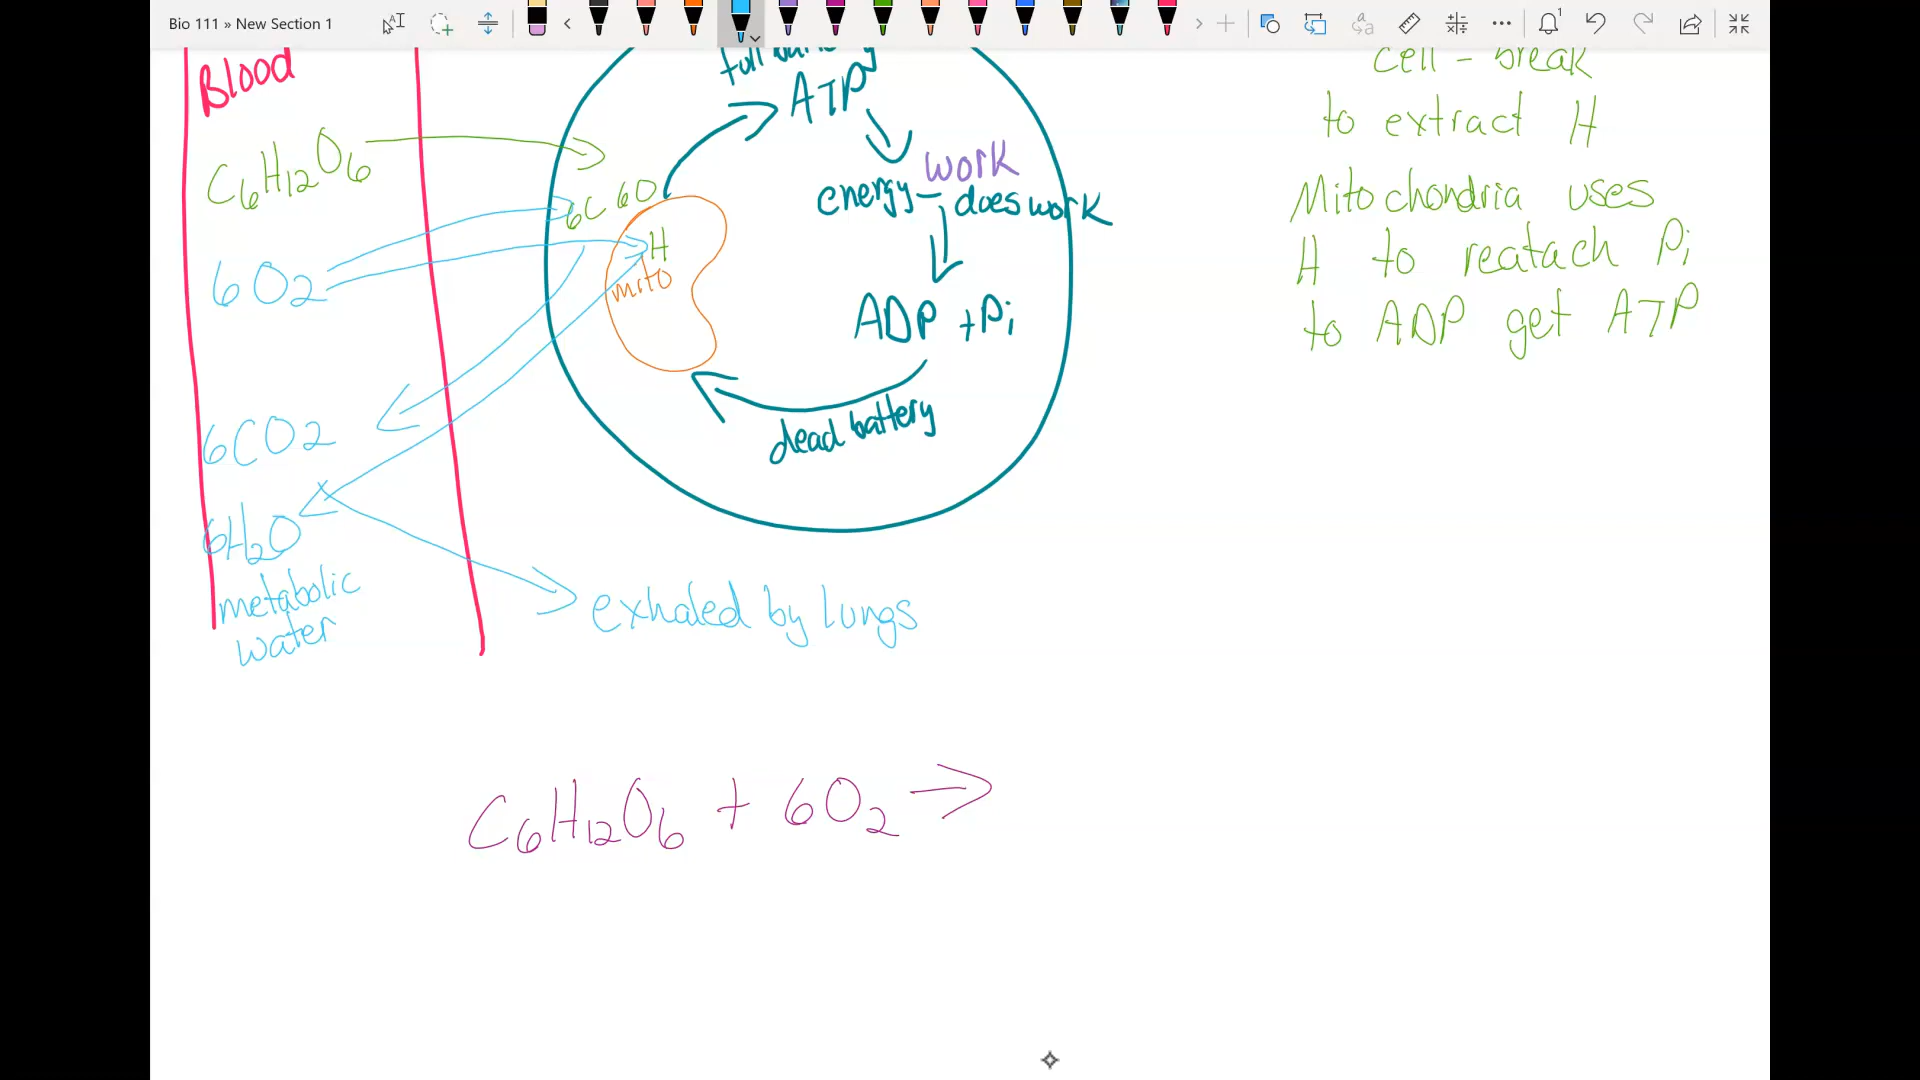 Bio 111 » New Section 1
Blood
ATP
work
energy - does work
C6H12O6
6C 6O
H
mito
6O2
ADP + Pi
dead battery
6CO2
6H2O
metabolic
water
exhaled by lungs
cell - break
to extract H
Mitochondria uses
H to reatach Pi
to ADP get ATP
C6H12O6 + 6O2 →